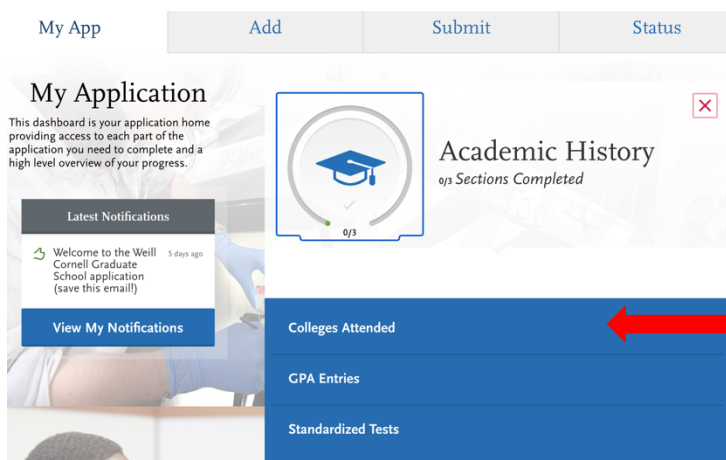 My App
Add
Submit
Status
My Application
This dashboard is your application home
providing access to each part of the
application you need to complete and a
high level overview of your progress.
Latest Notifications
Welcome to the Weill
Cornell Graduate
School application
(save this email!)
5 days ago
View My Notifications
0/3
Academic History
0/3 Sections Completed
Colleges Attended
GPA Entries
Standardized Tests